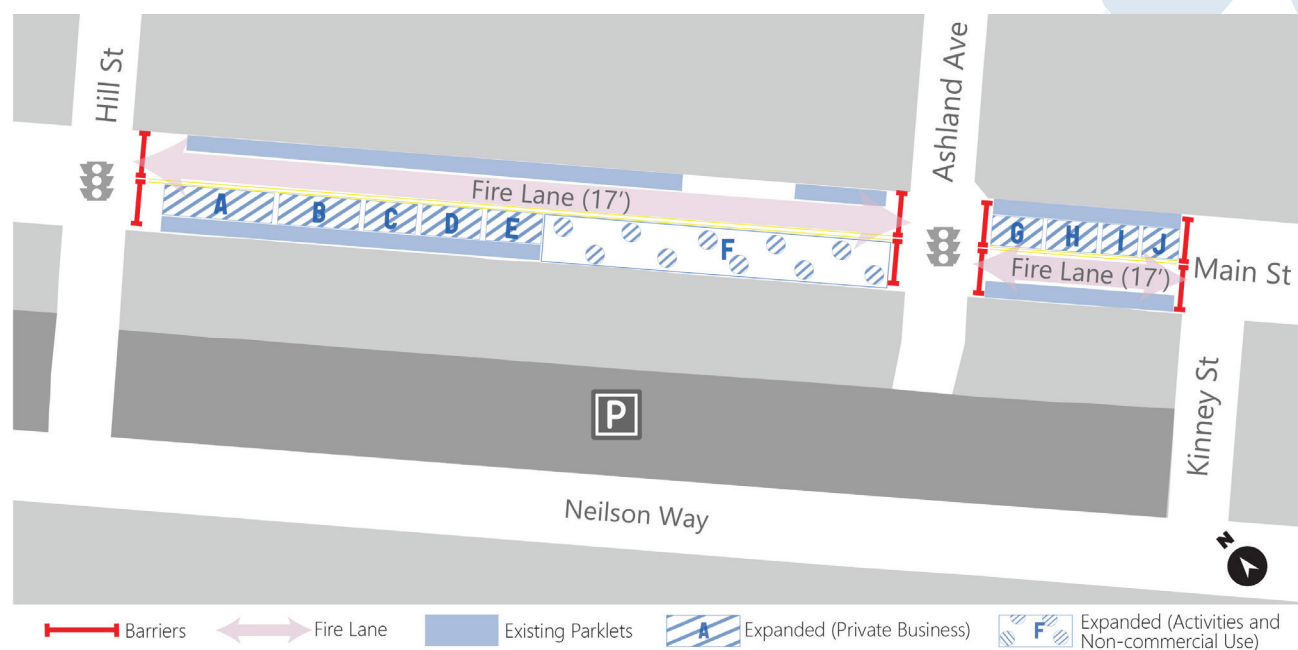 Hill St
Ashland Ave
Fire Lane (17')
A
B
C
D
E
F
G
H
I
J
Fire Lane (17')
Main St
P
Kinney St
Neilson Way
N
Barriers
Fire Lane
Existing Parklets
A
Expanded (Private Business)
F
Expanded (Activities and
Non-commercial Use)